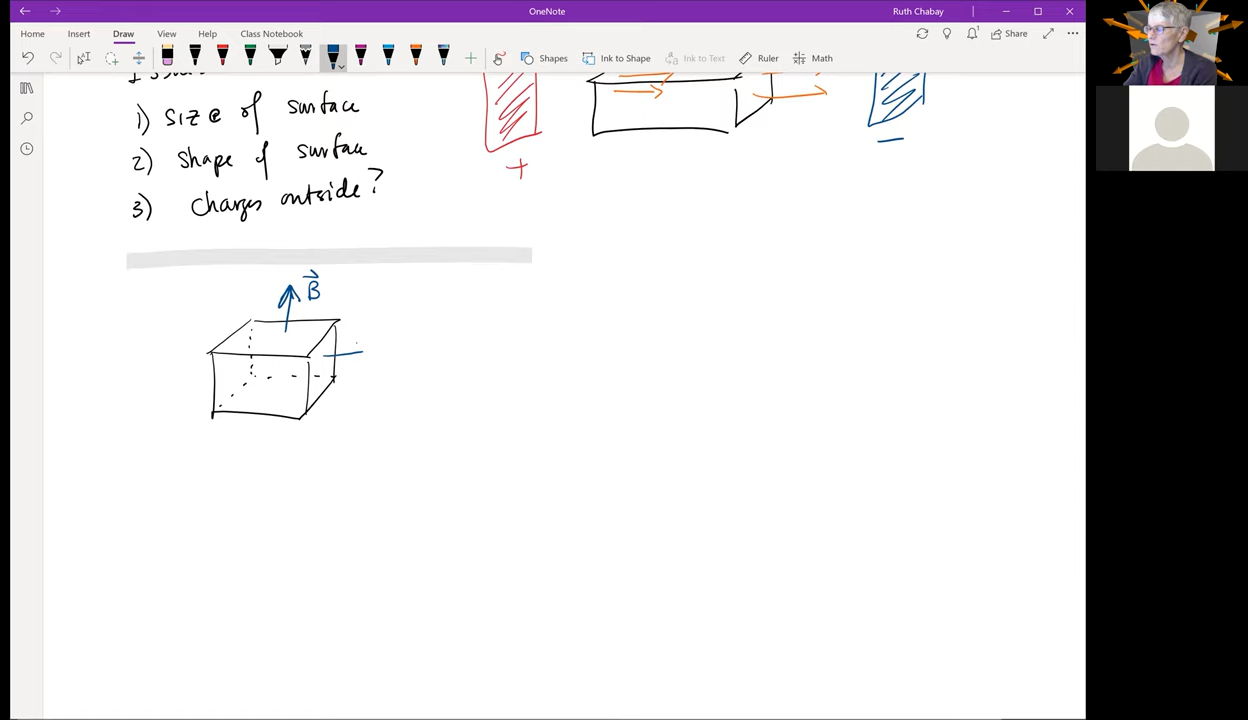 OneNote
Ruth Chabay
Home Insert Draw View Help Class Notebook
Share
Shapes Ink to Shape Ink to Text Ruler Math
1) Size of surface
2) Shape of surface
3) Charges outside?
+
−
B